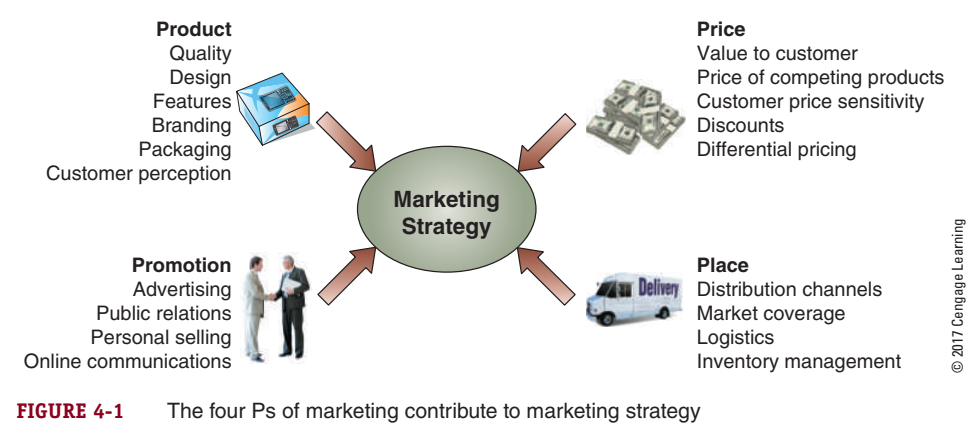 Product
Quality
Design
Features
Branding
Packaging
Customer perception
Price
Value to customer
Price of competing products
Customer price sensitivity
Discounts
Differential pricing
Marketing
Strategy
Promotion
Advertising
Public relations
Personal selling
Online communications
Delivery
Place
Distribution channels
Market coverage
Logistics
Inventory management
© 2017 Cengage Learning
FIGURE 4-1 The four Ps of marketing contribute to marketing strategy